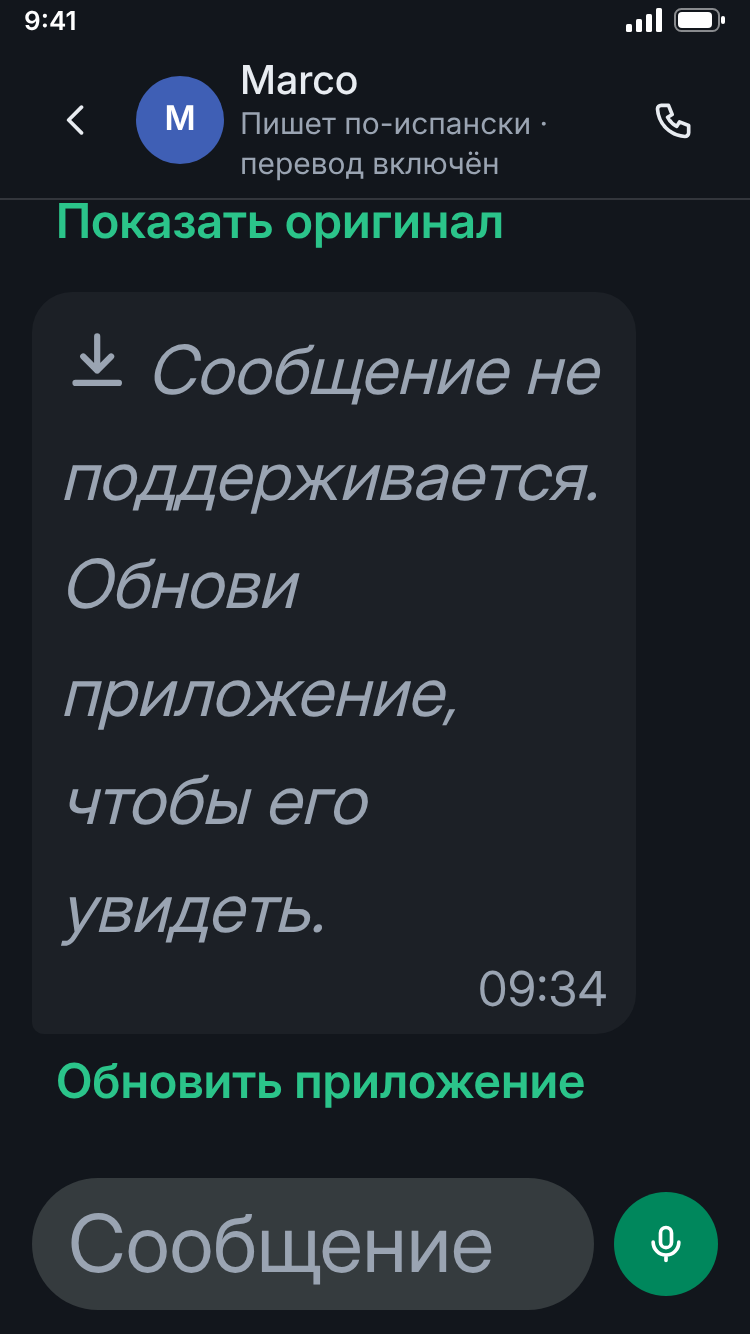 9:41
M
Marco
Пишет по-испански ·
перевод включён
Показать оригинал
Сообщение не
поддерживается.
Обнови
приложение,
чтобы его
увидеть.
09:34
Обновить приложение
Сообщение